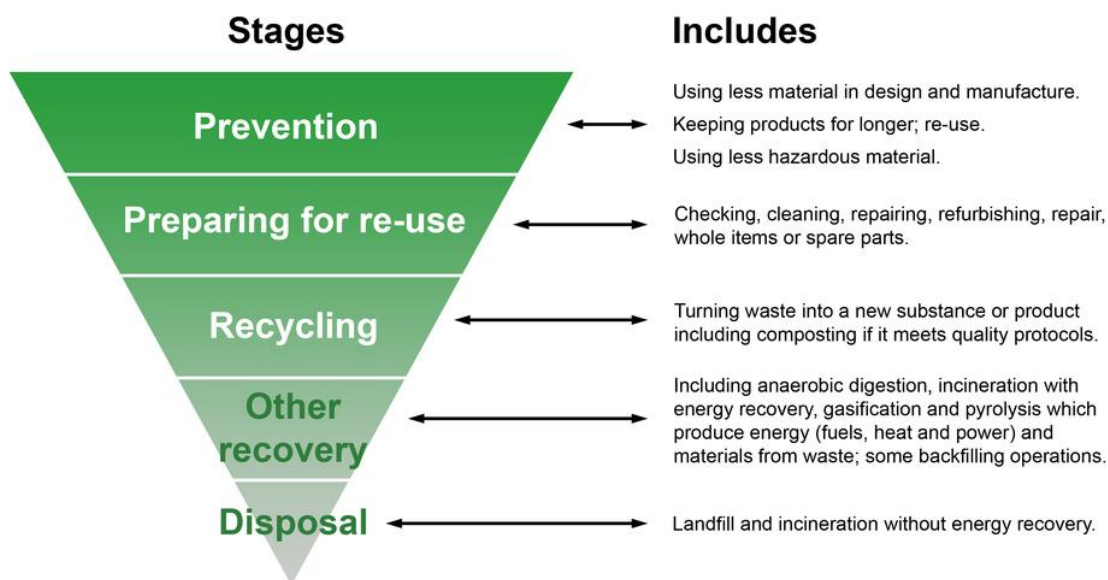 Stages
Includes
Prevention
Using less material in design and manufacture.
Keeping products for longer; re-use.
Using less hazardous material.
Preparing for re-use
Checking, cleaning, repairing, refurbishing, repair,
whole items or spare parts.
Recycling
Turning waste into a new substance or product
including composting if it meets quality protocols.
Other
recovery
Including anaerobic digestion, incineration with
energy recovery, gasification and pyrolysis which
produce energy (fuels, heat and power) and
materials from waste; some backfilling operations.
Disposal
Landfill and incineration without energy recovery.